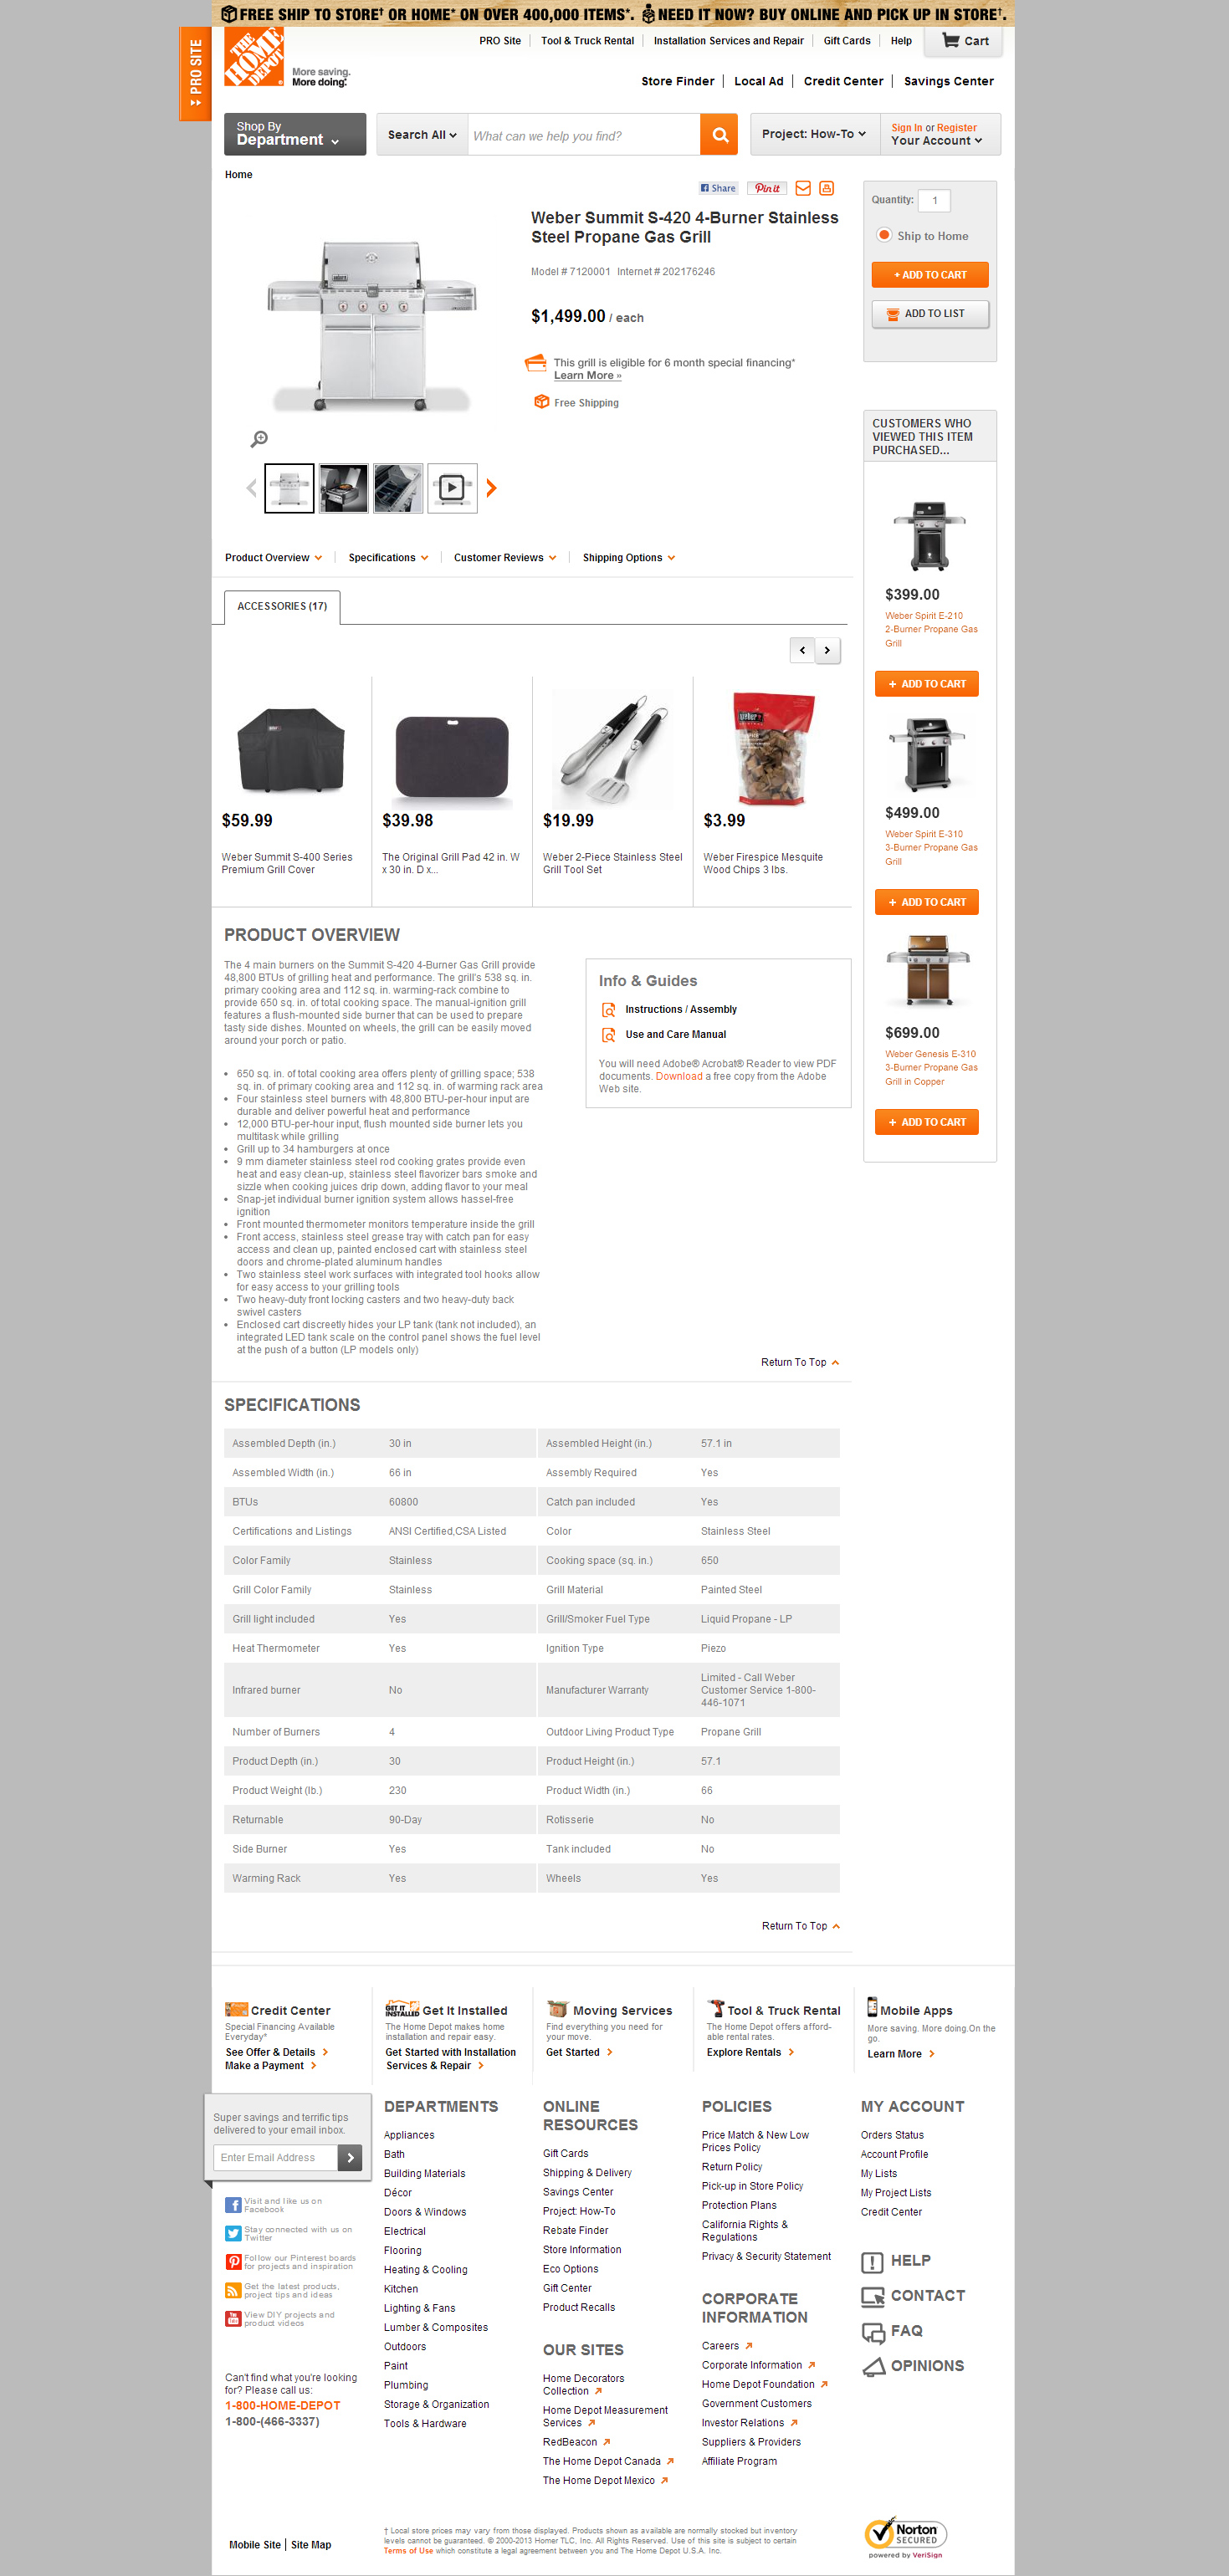 FREE SHIP TO STORE† OR HOME* ON OVER 400,000 ITEMS*. NEED IT NOW? BUY ONLINE AND PICK UP IN STORE†.
PRO SITE
THE HOME DEPOT
More saving.
More doing.
PRO Site
Tool & Truck Rental
Installation Services and Repair
Gift Cards
Help
Cart
Store Finder
Local Ad
Credit Center
Savings Center
Shop By
Department
Search All
What can we help you find?
Project: How-To
Sign In or Register
Your Account
Home
Share
Pin it
Weber Summit S-420 4-Burner Stainless
Steel Propane Gas Grill
Model # 7120001 Internet # 202176246
$1,499.00 / each
This grill is eligible for 6 month special financing*
Learn More »
Free Shipping
Quantity: 1
Ship to Home
+ ADD TO CART
ADD TO LIST
Product Overview
Specifications
Customer Reviews
Shipping Options
ACCESSORIES (17)
$59.99
Weber Summit S-400 Series
Premium Grill Cover
$39.98
The Original Grill Pad 42 in. W
x 30 in. D x...
$19.99
Weber 2-Piece Stainless Steel
Grill Tool Set
weber
$3.99
Weber Firespice Mesquite
Wood Chips 3 lbs.
CUSTOMERS WHO
VIEWED THIS ITEM
PURCHASED...
$399.00
Weber Spirit E-210
2-Burner Propane Gas
Grill
+ ADD TO CART
$499.00
Weber Spirit E-310
3-Burner Propane Gas
Grill
+ ADD TO CART
$699.00
Weber Genesis E-310
3-Burner Propane Gas
Grill in Copper
+ ADD TO CART
PRODUCT OVERVIEW
The 4 main burners on the Summit S-420 4-Burner Gas Grill provide
48,800 BTUs of grilling heat and performance. The grill's 538 sq. in.
primary cooking area and 112 sq. in. warming-rack combine to
provide 650 sq. in. of total cooking space. The manual-ignition grill
features a flush-mounted side burner that can be used to prepare
tasty side dishes. Mounted on wheels, the grill can be easily moved
around your porch or patio.
• 650 sq. in. of total cooking area offers plenty of grilling space; 538
sq. in. of primary cooking area and 112 sq. in. of warming rack area
• Four stainless steel burners with 48,800 BTU-per-hour input are
durable and deliver powerful heat and performance
• 12,000 BTU-per-hour input, flush mounted side burner lets you
multitask while grilling
• Grill up to 34 hamburgers at once
• 9 mm diameter stainless steel rod cooking grates provide even
heat and easy clean-up, stainless steel flavorizer bars smoke and
sizzle when cooking juices drip down, adding flavor to your meal
• Snap-jet individual burner ignition system allows hassel-free
ignition
• Front mounted thermometer monitors temperature inside the grill
• Front access, stainless steel grease tray with catch pan for easy
access and clean up, painted enclosed cart with stainless steel
doors and chrome-plated aluminum handles
• Two stainless steel work surfaces with integrated tool hooks allow
for easy access to your grilling tools
• Two heavy-duty front locking casters and two heavy-duty back
swivel casters
• Enclosed cart discreetly hides your LP tank (tank not included), an
integrated LED tank scale on the control panel shows the fuel level
at the push of a button (LP models only)
Info & Guides
Instructions / Assembly
Use and Care Manual
You will need Adobe® Acrobat® Reader to view PDF
documents. Download a free copy from the Adobe
Web site.
Return To Top
SPECIFICATIONS
Assembled Depth (in.) 30 in Assembled Height (in.) 57.1 in
Assembled Width (in.) 66 in Assembly Required Yes
BTUs 60800 Catch pan included Yes
Certifications and Listings ANSI Certified,CSA Listed Color Stainless Steel
Color Family Stainless Cooking space (sq. in.) 650
Grill Color Family Stainless Grill Material Painted Steel
Grill light included Yes Grill/Smoker Fuel Type Liquid Propane - LP
Heat Thermometer Yes Ignition Type Piezo
Infrared burner No Manufacturer Warranty Limited - Call Weber
Customer Service 1-800-
446-1071
Number of Burners 4 Outdoor Living Product Type Propane Grill
Product Depth (in.) 30 Product Height (in.) 57.1
Product Weight (lb.) 230 Product Width (in.) 66
Returnable 90-Day Rotisserie No
Side Burner Yes Tank included No
Warming Rack Yes Wheels Yes
Return To Top
Credit Center
Special Financing Available
Everyday*
See Offer & Details
Make a Payment
GET IT INSTALLED
Get It Installed
The Home Depot makes home
installation and repair easy.
Get Started with Installation
Services & Repair
Moving Services
Find everything you need for
your move.
Get Started
Tool & Truck Rental
The Home Depot offers afford-
able rental rates.
Explore Rentals
Mobile Apps
More saving. More doing.On the
go.
Learn More
Super savings and terrific tips
delivered to your email inbox.
Enter Email Address
Visit and like us on
Facebook
Stay connected with us on
Twitter
Follow our Pinterest boards
for projects and inspiration
Get the latest products,
project tips and ideas
You Tube
View DIY projects and
product videos
Can't find what you're looking
for? Please call us:
1-800-HOME-DEPOT
1-800-(466-3337)
DEPARTMENTS
Appliances
Bath
Building Materials
Décor
Doors & Windows
Electrical
Flooring
Heating & Cooling
Kitchen
Lighting & Fans
Lumber & Composites
Outdoors
Paint
Plumbing
Storage & Organization
Tools & Hardware
ONLINE
RESOURCES
Gift Cards
Shipping & Delivery
Savings Center
Project: How-To
Rebate Finder
Store Information
Eco Options
Gift Center
Product Recalls
OUR SITES
Home Decorators
Collection
Home Depot Measurement
Services
RedBeacon
The Home Depot Canada
The Home Depot Mexico
POLICIES
Price Match & New Low
Prices Policy
Return Policy
Pick-up in Store Policy
Protection Plans
California Rights &
Regulations
Privacy & Security Statement
CORPORATE
INFORMATION
Careers
Corporate Information
Home Depot Foundation
Government Customers
Investor Relations
Suppliers & Providers
Affiliate Program
MY ACCOUNT
Orders Status
Account Profile
My Lists
My Project Lists
Credit Center
HELP
CONTACT
FAQ
OPINIONS
Mobile Site | Site Map
† Local store prices may vary from those displayed. Products shown as available are normally stocked but inventory
levels cannot be guaranteed. © 2000-2013 Homer TLC, Inc. All Rights Reserved. Use of this site is subject to certain
Terms of Use which constitute a legal agreement between you and The Home Depot U.S.A. Inc.
Norton
SECURED
powered by VeriSign